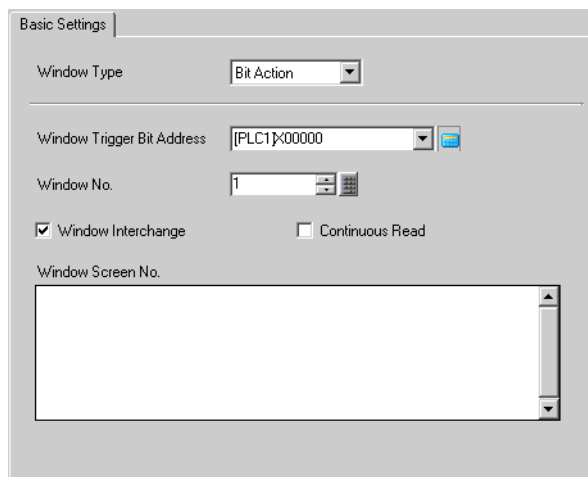 Basic Settings
Window Type Bit Action
Window Trigger Bit Address [PLC1]X00000
Window No. 1
Window Interchange Continuous Read
Window Screen No.